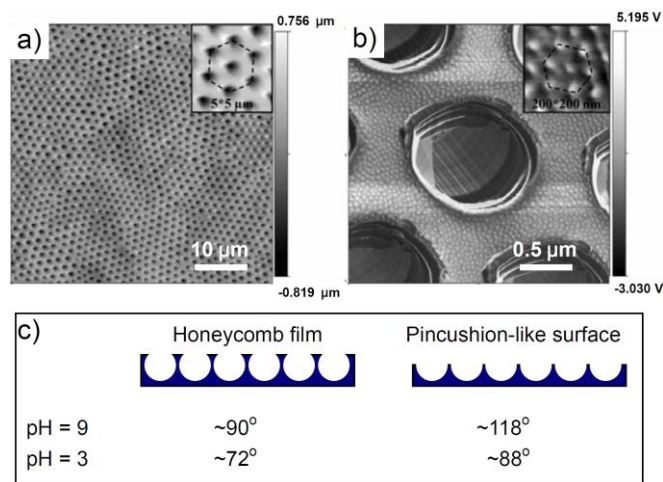 a)
0.756 µm
5*5 µm
10 µm
-0.819 µm
b)
5.195 V
200*200 nm
0.5 µm
-3.030 V
c)
Honeycomb film Pincushion-like surface
pH = 9 ~90° ~118°
pH = 3 ~72° ~88°